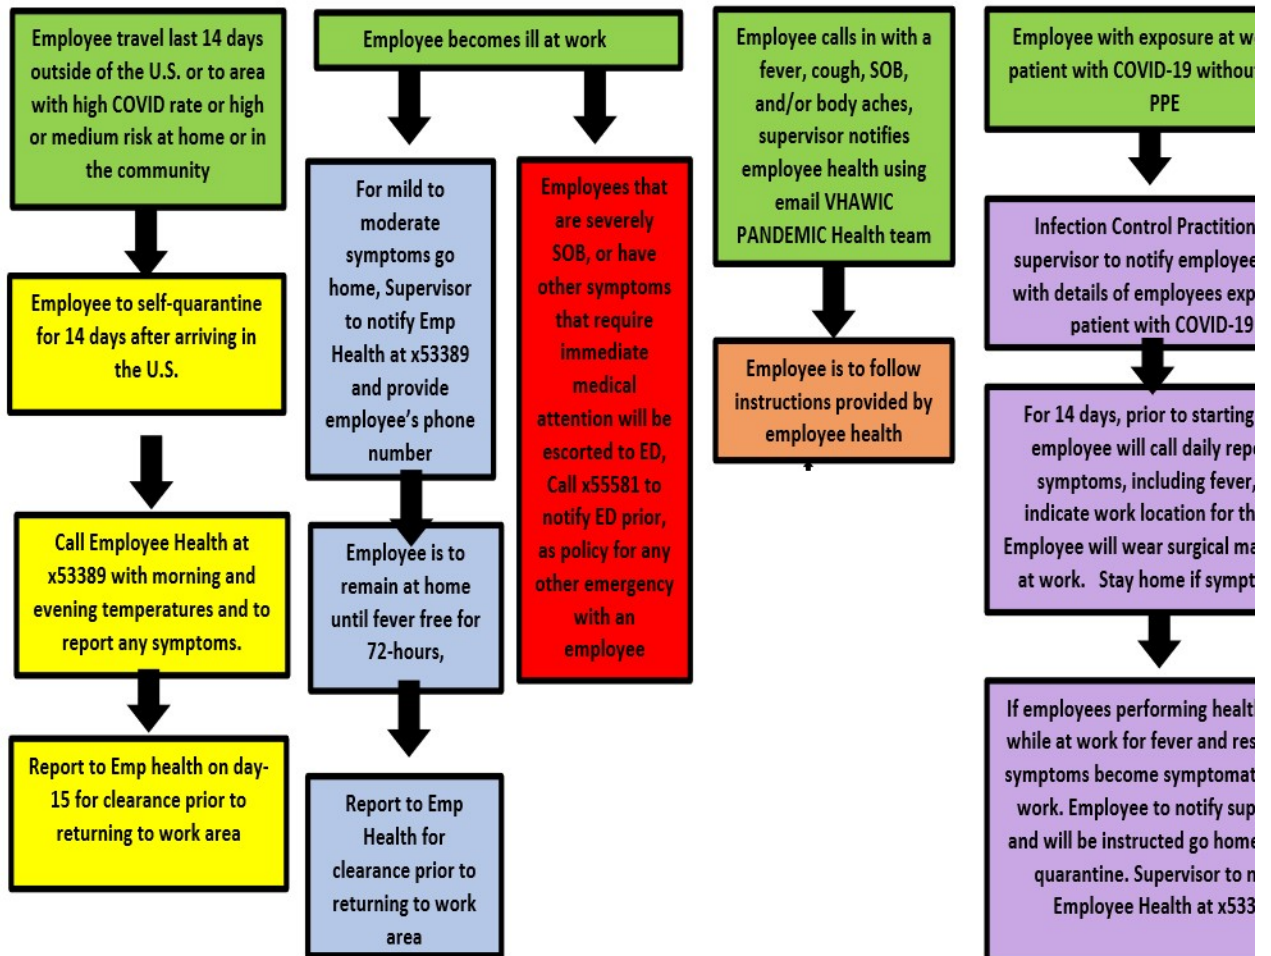 Employee travel last 14 days
outside of the U.S. or to area
with high COVID rate or high
or medium risk at home or in
the community
Employee to self-quarantine
for 14 days after arriving in
the U.S.
Call Employee Health at
x53389 with morning and
evening temperatures and to
report any symptoms.
Report to Emp health on day-
15 for clearance prior to
returning to work area
Employee becomes ill at work
For mild to
moderate
symptoms go
home, Supervisor
to notify Emp
Health at x53389
and provide
employee's phone
number
Employee is to
remain at home
until fever free for
72-hours,
Report to Emp
Health for
clearance prior to
returning to work
area
Employees that
are severely
SOB, or have
other symptoms
that require
immediate
medical
attention will be
escorted to ED,
Call x55581 to
notify ED prior,
as policy for any
other emergency
with an
employee
Employee calls in with a
fever, cough, SOB,
and/or body aches,
supervisor notifies
employee health using
email VHAWIC
PANDEMIC Health team
Employee is to follow
instructions provided by
employee health
Employee with exposure at
patient with COVID-19 without
PPE
Infection Control
supervisor to notify employee
with details of employees
patient with COVID-19
For 14 days, prior to starting
employee will call daily
symptoms, including fever,
indicate work location for
Employee will wear surgical
at work. Stay home if
If employees performing
while at work for fever and
symptoms become
work. Employee to notify
and will be instructed go home
quarantine. Supervisor to
Employee Health at